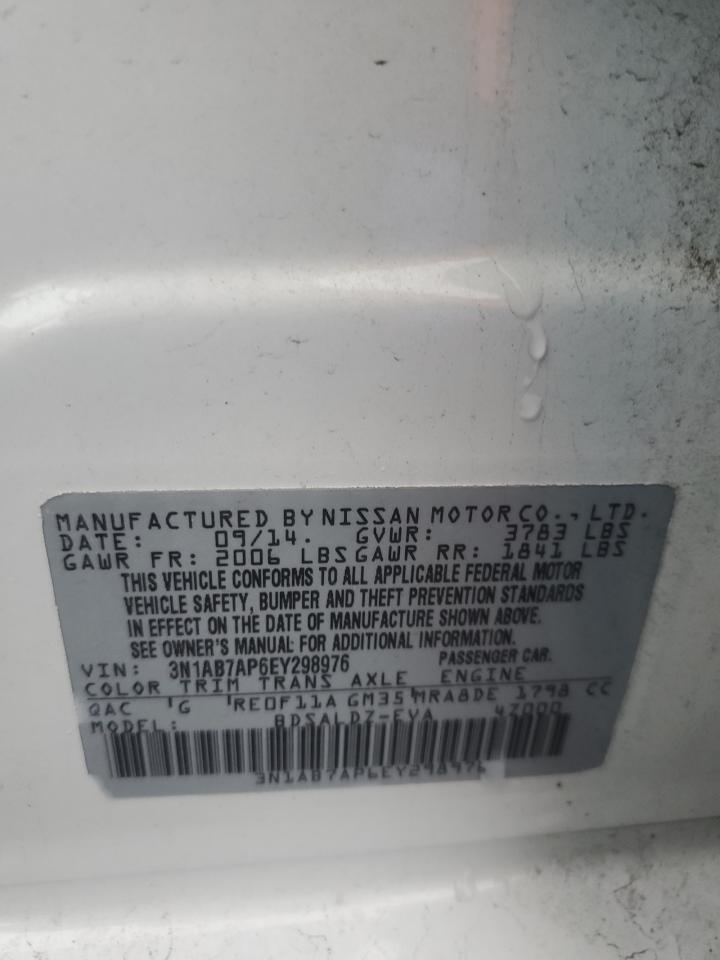 MANUFACTURED BY NISSAN MOTOR CO., LTD.
DATE: 09/14. GVWR: 3783 LBS
GAWR FR: 2006 LBS GAWR RR: 1841 LBS
THIS VEHICLE CONFORMS TO ALL APPLICABLE FEDERAL MOTOR
VEHICLE SAFETY, BUMPER AND THEFT PREVENTION STANDARDS
IN EFFECT ON THE DATE OF MANUFACTURE SHOWN ABOVE.
SEE OWNER'S MANUAL FOR ADDITIONAL INFORMATION.
VIN: 3N1AB7AP6EY298976 PASSENGER CAR.
COLOR TRIM TRANS AXLE ENGINE
QAC G RE0F11A GM35 MRA8DE 1798 CC
MODEL: BDSALDZ-EVA 47000
3N1AB7AP6EY298976